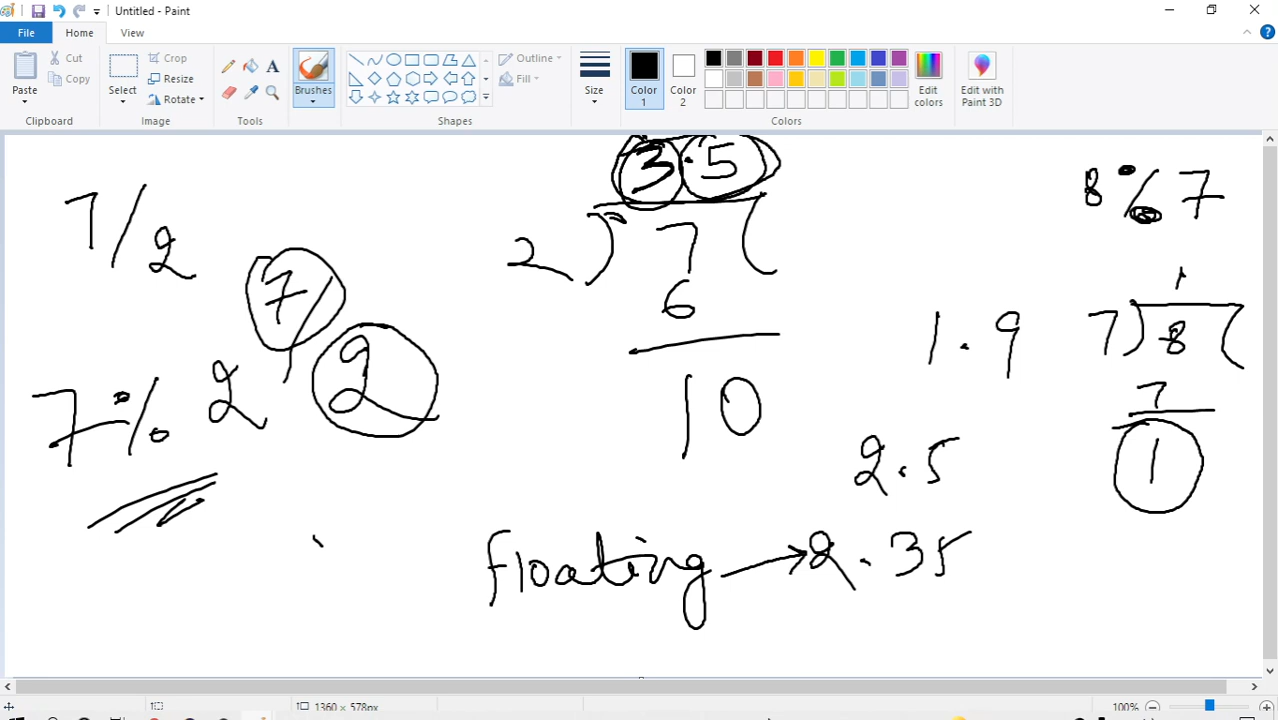 Untitled - Paint
File Home View
Paste Cut Copy Clipboard
Select Crop Resize Rotate Image
A Tools
Brushes
Outline Fill Shapes
Size
Color 1 Color 2 Edit colors Colors
Edit with Paint 3D
7/2
7/2
7%2
3.5
2)7(
6
10
1.9
2.5
floating → 2.35
8%7
1
7)8(
7
1
1360 × 578px
100%